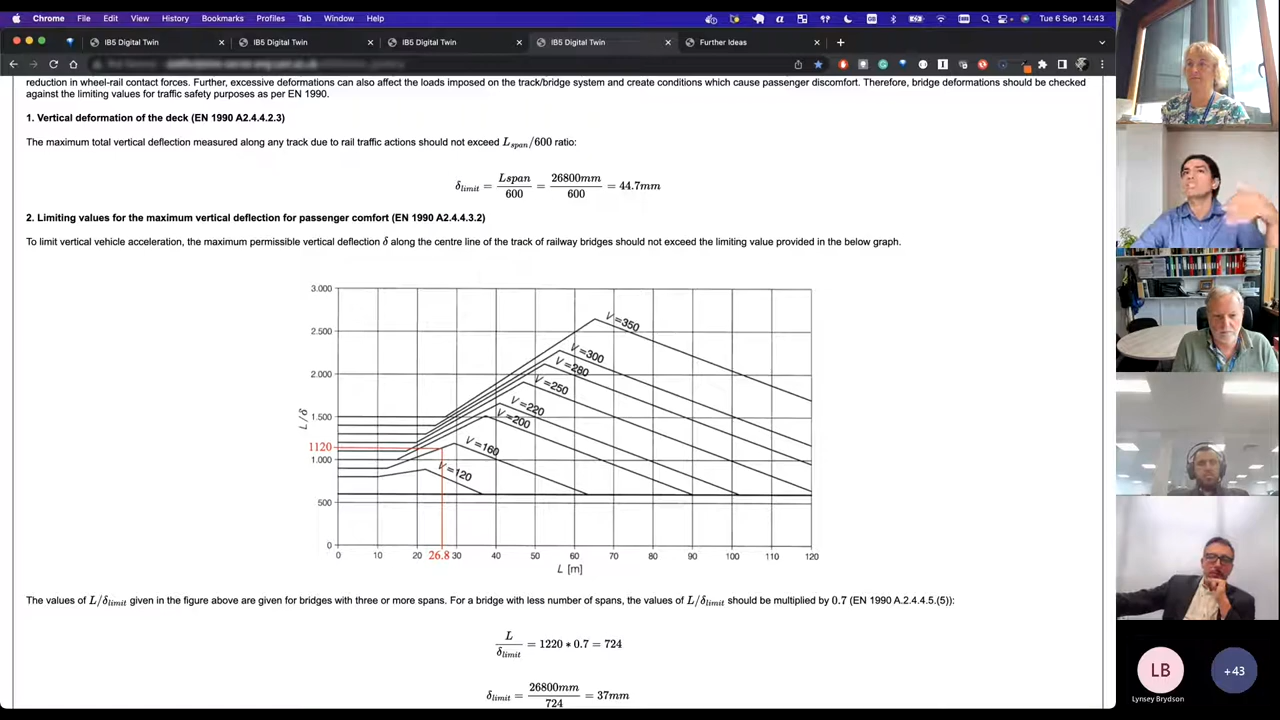 Chrome File Edit View History Bookmarks Profiles Tab Window Help Tue 6 Sep 14:43
IB5 Digital Twin IB5 Digital Twin IB5 Digital Twin IB5 Digital Twin Further Ideas
reduction in wheel-rail contact forces. Further, excessive deformations can also affect the loads imposed on the track/bridge system and create conditions which cause passenger discomfort. Therefore, bridge deformations should be checked
against the limiting values for traffic safety purposes as per EN 1990.
1. Vertical deformation of the deck (EN 1990 A2.4.4.2.3)
The maximum total vertical deflection measured along any track due to rail traffic actions should not exceed Lspan/600 ratio:
δlimit = Lspan/600 = 26800mm/600 = 44.7mm
2. Limiting values for the maximum vertical deflection for passenger comfort (EN 1990 A2.4.4.3.2)
To limit vertical vehicle acceleration, the maximum permissible vertical deflection δ along the centre line of the track of railway bridges should not exceed the limiting value provided in the below graph.
3.000
V=350
2.500
V=300
V=280
2.000
V=250
V=220
1.500
V=200
L/δ
1120
V=160
1.000
V=120
500
0
0 10 20 26.8 30 40 50 60 70 80 90 100 110 120
L [m]
The values of L/δlimit given in the figure above are given for bridges with three or more spans. For a bridge with less number of spans, the values of L/δlimit should be multiplied by 0.7 (EN 1990 A.2.4.4.5.(5)):
L/δlimit = 1220 * 0.7 = 724
δlimit = 26800mm/724 = 37mm
LB
Lynsey Brydson
+43